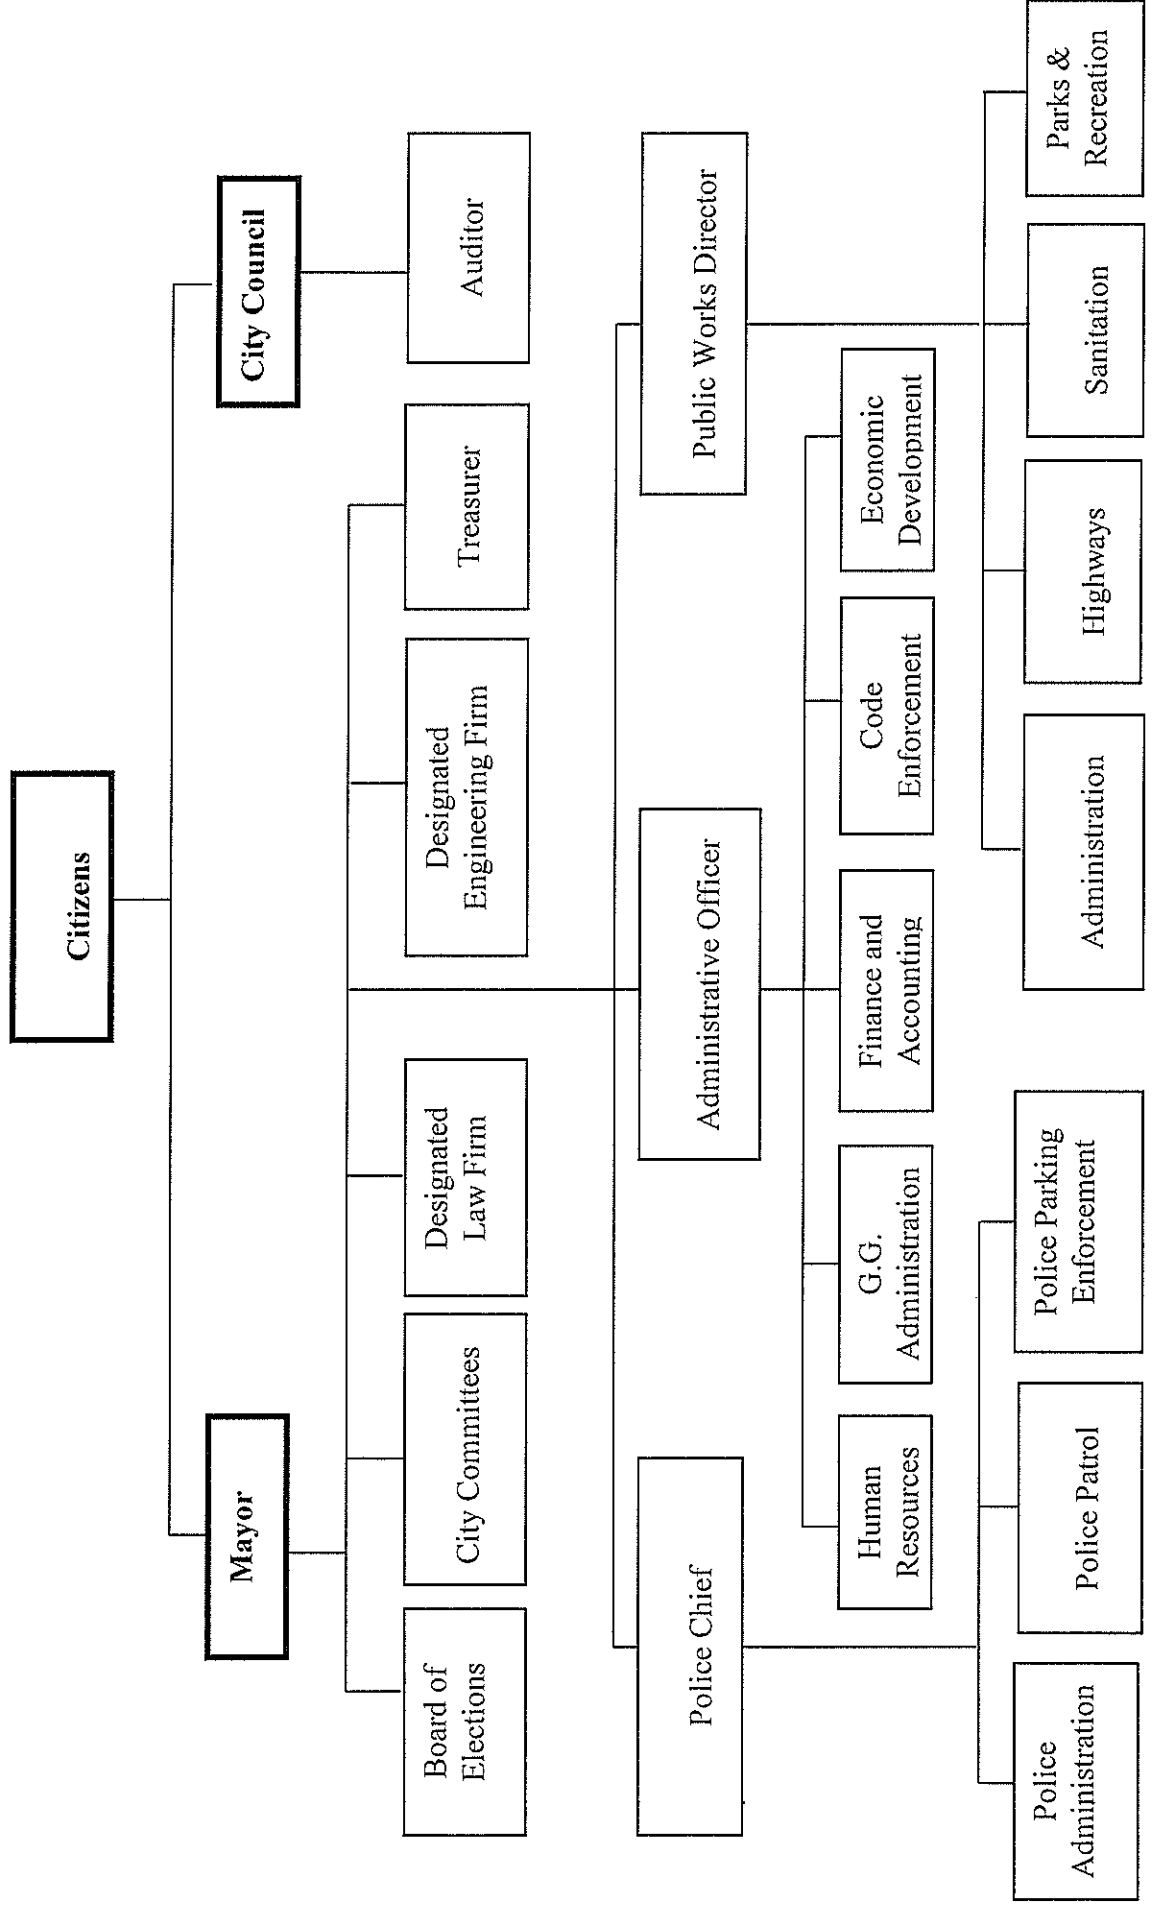 Citizens
Mayor
City Council
Board of
Elections
City Committees
Designated
Law Firm
Designated
Engineering Firm
Treasurer
Auditor
Police Chief
Administrative Officer
Public Works Director
Human
Resources
G.G.
Administration
Finance and
Accounting
Code
Enforcement
Economic
Development
Police
Administration
Police Patrol
Police Parking
Enforcement
Administration
Highways
Sanitation
Parks &
Recreation